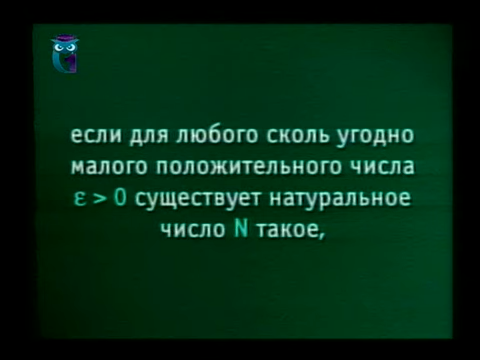 если для любого сколь угодно
малого положительного числа
ε > 0 существует натуральное
число N такое,